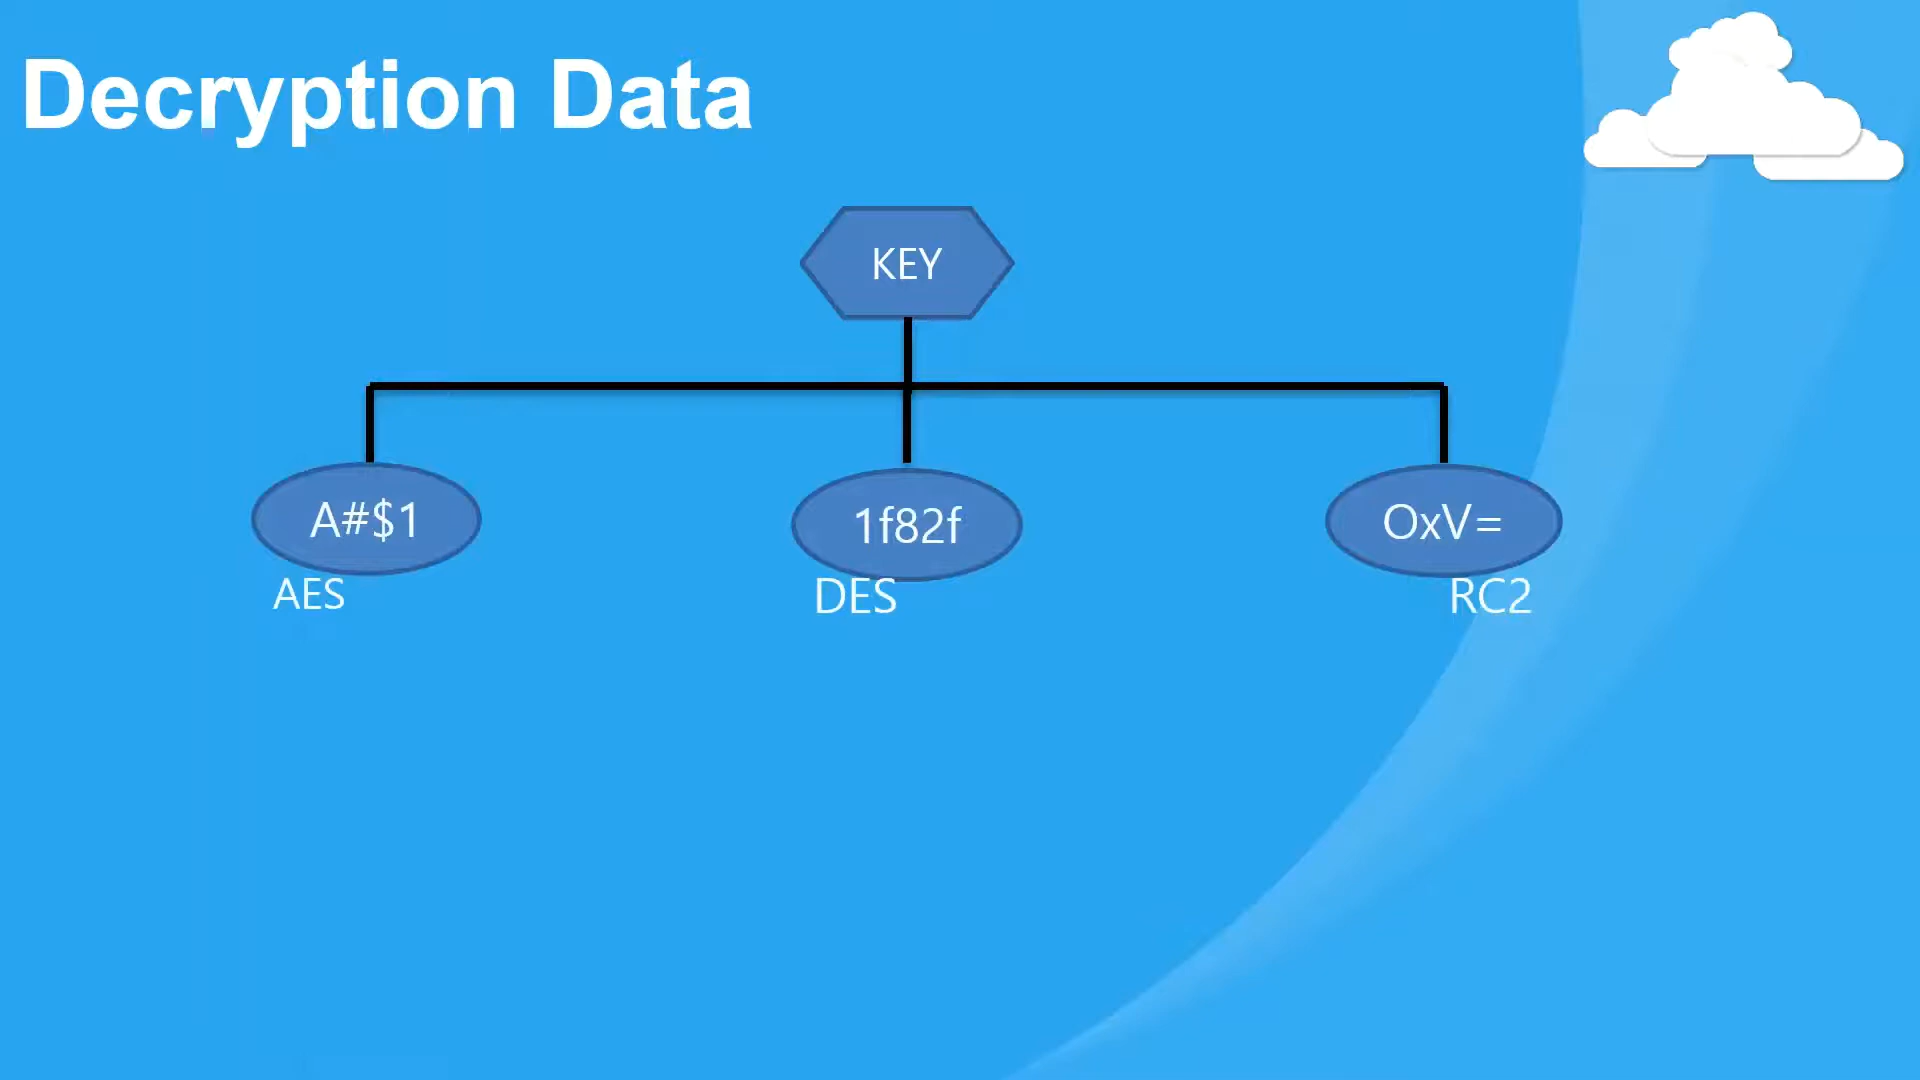 Decryption Data
KEY
A#$1
1f82f
OxV=
AES
DES
RC2